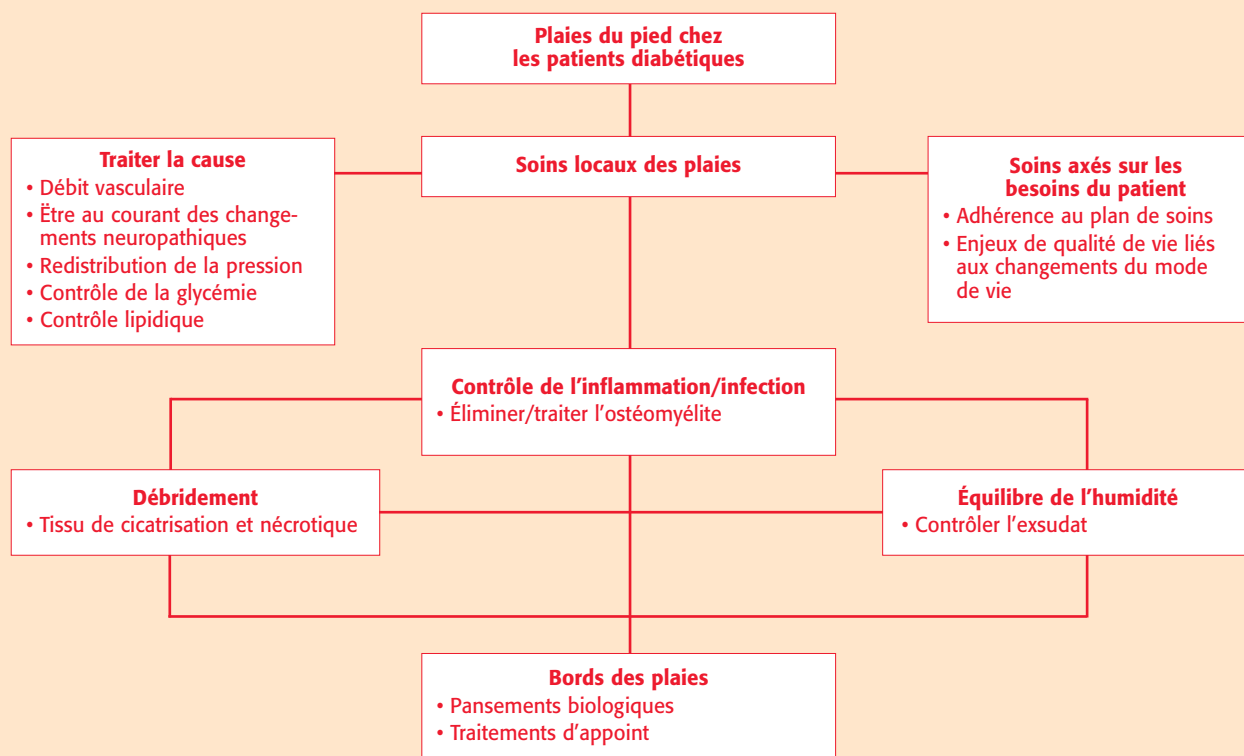 Plaies du pied chez
les patients diabétiques
Traiter la cause
• Débit vasculaire
• Ëtre au courant des change-
ments neuropathiques
• Redistribution de la pression
• Contrôle de la glycémie
• Contrôle lipidique
Soins locaux des plaies
Soins axés sur les
besoins du patient
• Adhérence au plan de soins
• Enjeux de qualité de vie liés
aux changements du mode
de vie
Contrôle de l’inflammation/infection
• Éliminer/traiter l’ostéomyélite
Débridement
• Tissu de cicatrisation et nécrotique
Équilibre de l’humidité
• Contrôler l’exsudat
Bords des plaies
• Pansements biologiques
• Traitements d’appoint